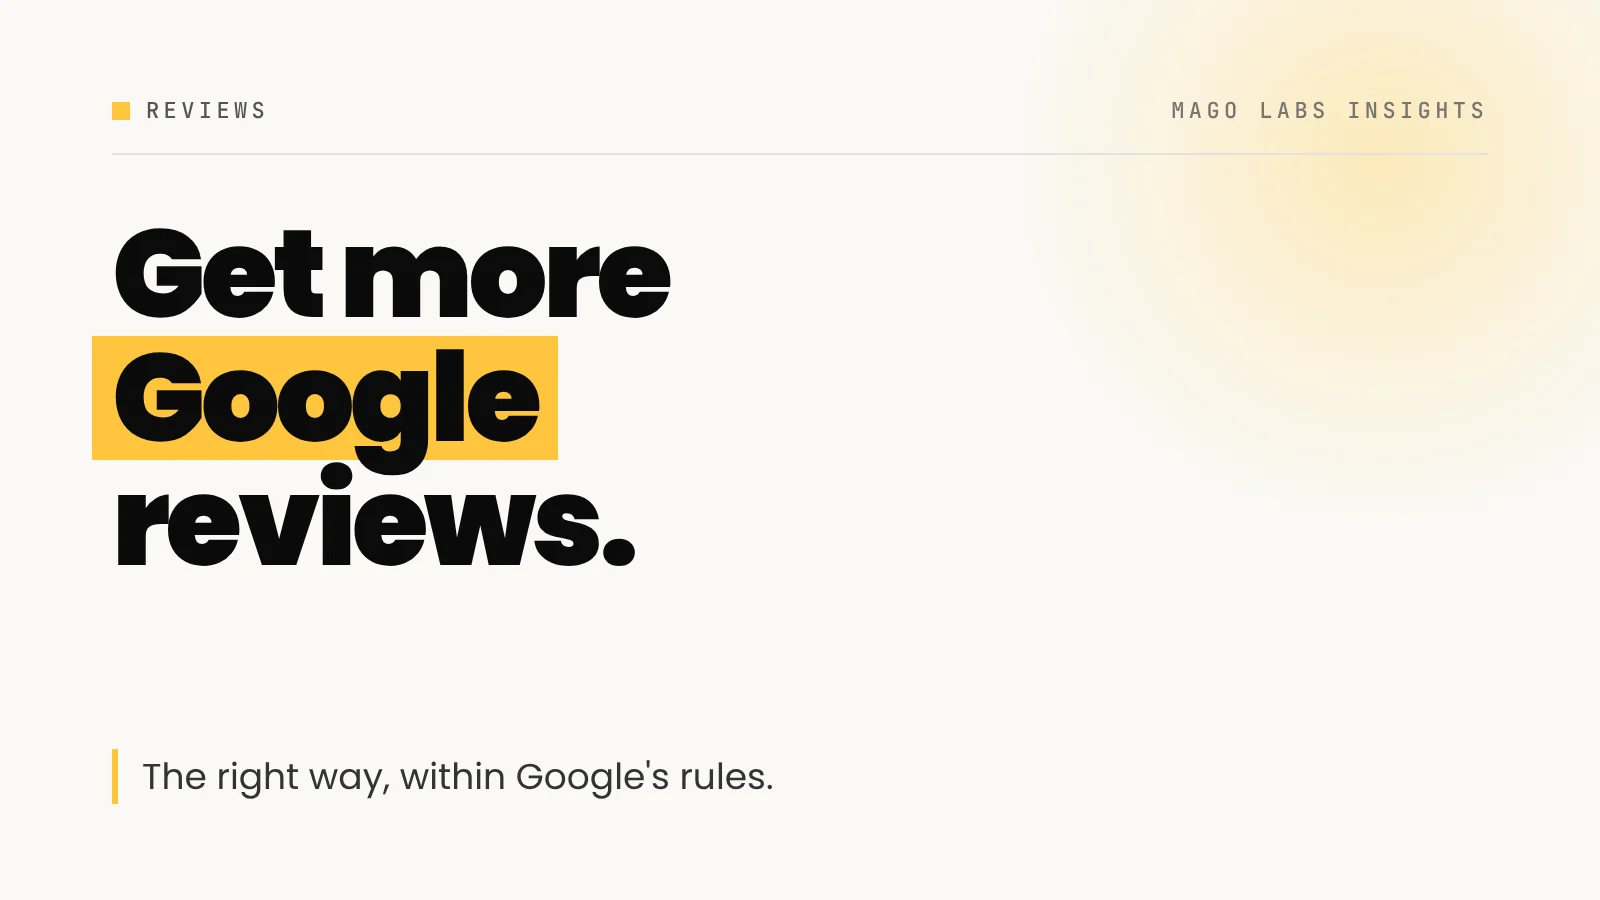 REVIEWS
MAGO LABS INSIGHTS
Get more
Google
reviews.
The right way, within Google's rules.